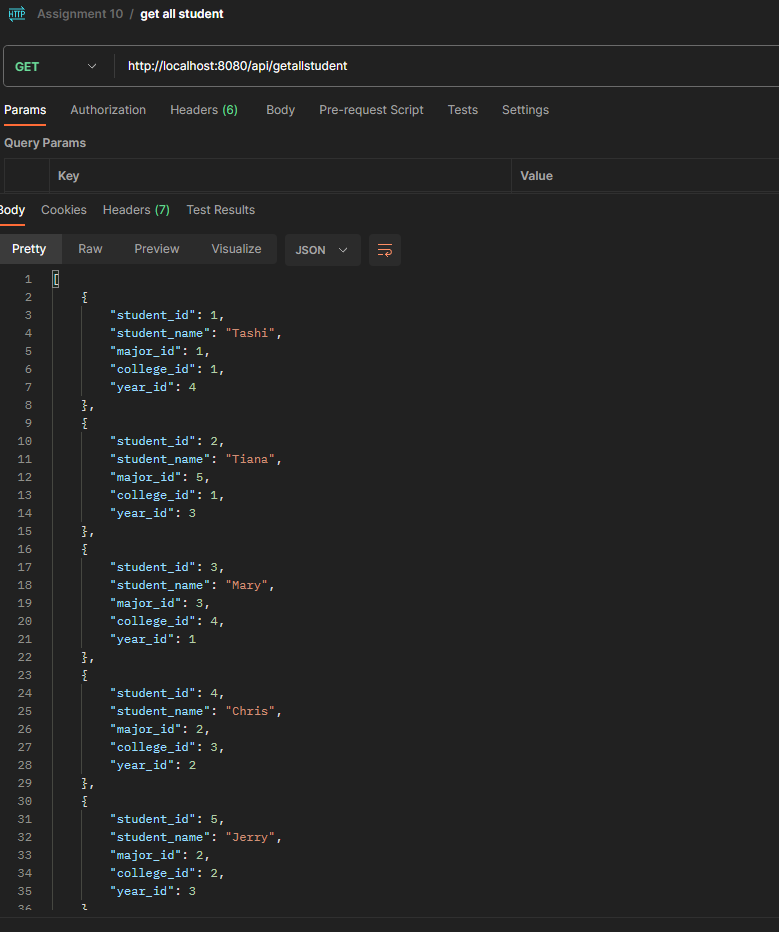 HTTP Assignment 10 / get all student
GET http://localhost:8080/api/getallstudent
Params Authorization Headers (6) Body Pre-request Script Tests Settings
Query Params
Key Value
Body Cookies Headers (7) Test Results
Pretty Raw Preview Visualize JSON
1 [
2 {
3 "student_id": 1,
4 "student_name": "Tashi",
5 "major_id": 1,
6 "college_id": 1,
7 "year_id": 4
8 },
9 {
10 "student_id": 2,
11 "student_name": "Tiana",
12 "major_id": 5,
13 "college_id": 1,
14 "year_id": 3
15 },
16 {
17 "student_id": 3,
18 "student_name": "Mary",
19 "major_id": 3,
20 "college_id": 4,
21 "year_id": 1
22 },
23 {
24 "student_id": 4,
25 "student_name": "Chris",
26 "major_id": 2,
27 "college_id": 3,
28 "year_id": 2
29 },
30 {
31 "student_id": 5,
32 "student_name": "Jerry",
33 "major_id": 2,
34 "college_id": 2,
35 "year_id": 3
36 }